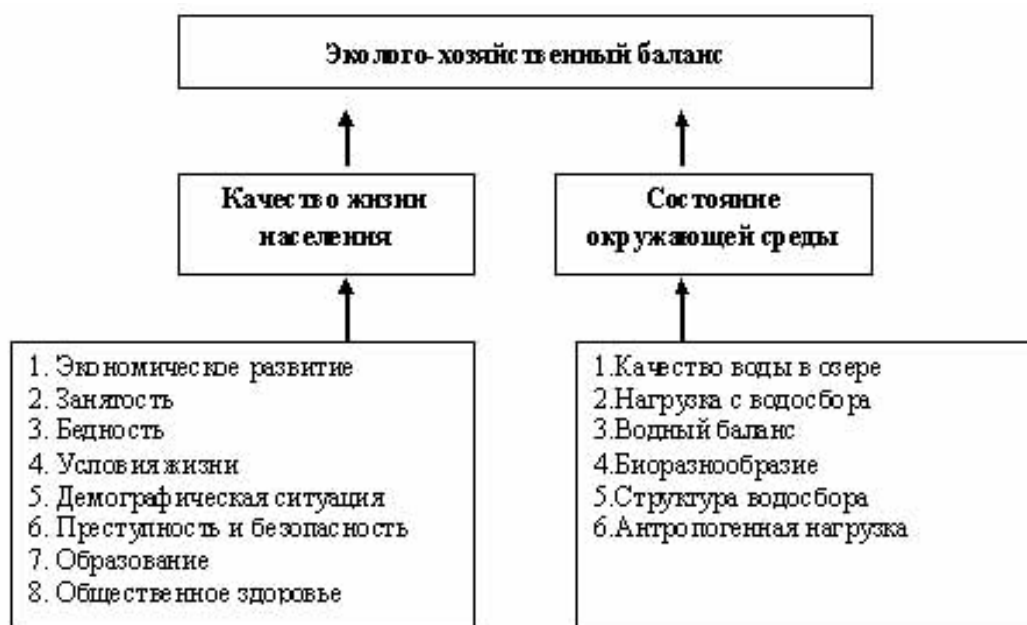 Эколого-хозяйственный баланс
Качество жизни
населения
Состояние
окружающей среды
1. Экономическое развитие
2. Занятость
3. Бедность
4. Условия жизни
5. Демографическая ситуация
6. Преступность и безопасность
7. Образование
8. Общественное здоровье
1.Качество воды в озере
2.Нагрузка с водосбора
3.Водный баланс
4.Биоразнообразие
5.Структура водосбора
6.Антропогенная нагрузка